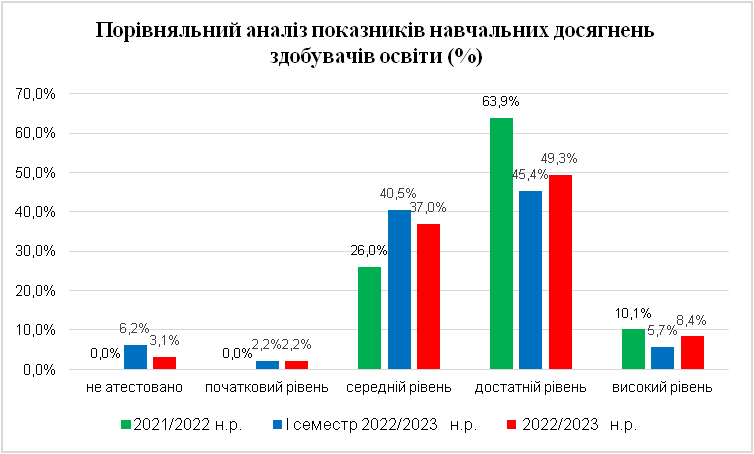 Порівняльний аналіз показників навчальних досягнень
здобувачів освіти (%)
70,0%
60,0%
50,0%
40,0%
30,0%
20,0%
10,0%
0,0%
0,0%
6,2%
3,1%
0,0%
2,2%
2,2%
26,0%
40,5%
37,0%
63,9%
45,4%
49,3%
10,1%
5,7%
8,4%
не атестовано
початковий рівень
середній рівень
достатній рівень
високий рівень
2021/2022 н.р.
І семестр 2022/2023 н.р.
2022/2023 н.р.